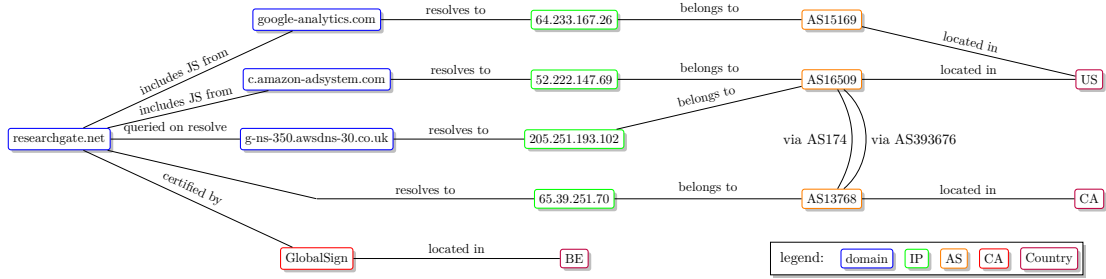 google-analytics.com
resolves to
64.233.167.26
belongs to
AS15169
located in
includes JS from
c.amazon-adsystem.com
resolves to
52.222.147.69
belongs to
AS16509
located in
US
includes JS from
belongs to
researchgate.net
queried on resolve
g-ns-350.awsdns-30.co.uk
resolves to
205.251.193.102
via AS174
via AS393676
certified by
resolves to
65.39.251.70
belongs to
AS13768
located in
CA
GlobalSign
located in
BE
legend: domain IP AS CA Country